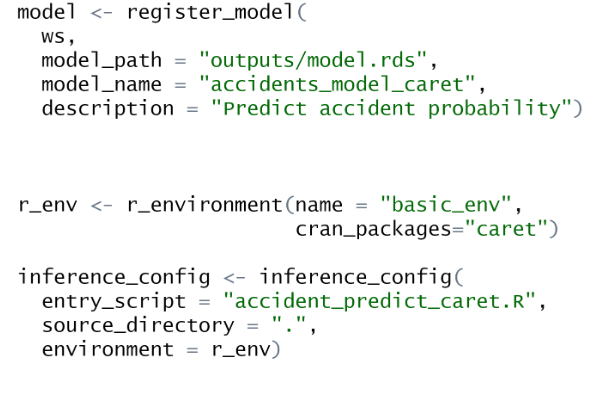 model <- register_model(
  ws,
  model_path = "outputs/model.rds",
  model_name = "accidents_model_caret",
  description = "Predict accident probability")
r_env <- r_environment(name = "basic_env",
                       cran_packages="caret")
inference_config <- inference_config(
  entry_script = "accident_predict_caret.R",
  source_directory = ".",
  environment = r_env)